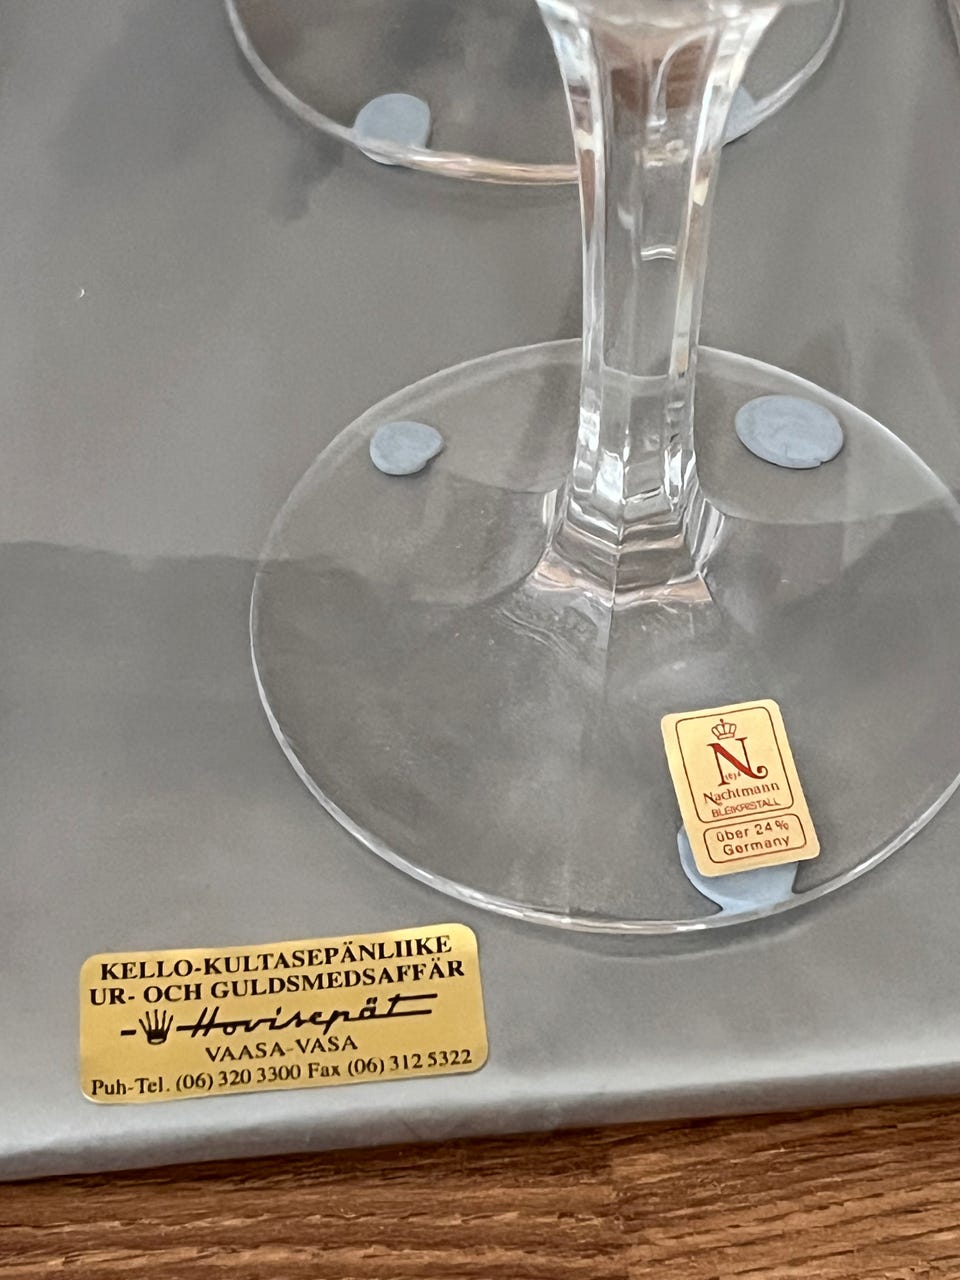 N
1834
Nachtmann
BLEIKRISTALL
über 24%
Germany
KELLO-KULTASEPÄNLIIKE
UR- OCH GULDSMEDSAFFÄR
Hovisepät
VAASA-VASA
Puh-Tel. (06) 320 3300 Fax (06) 312 5322